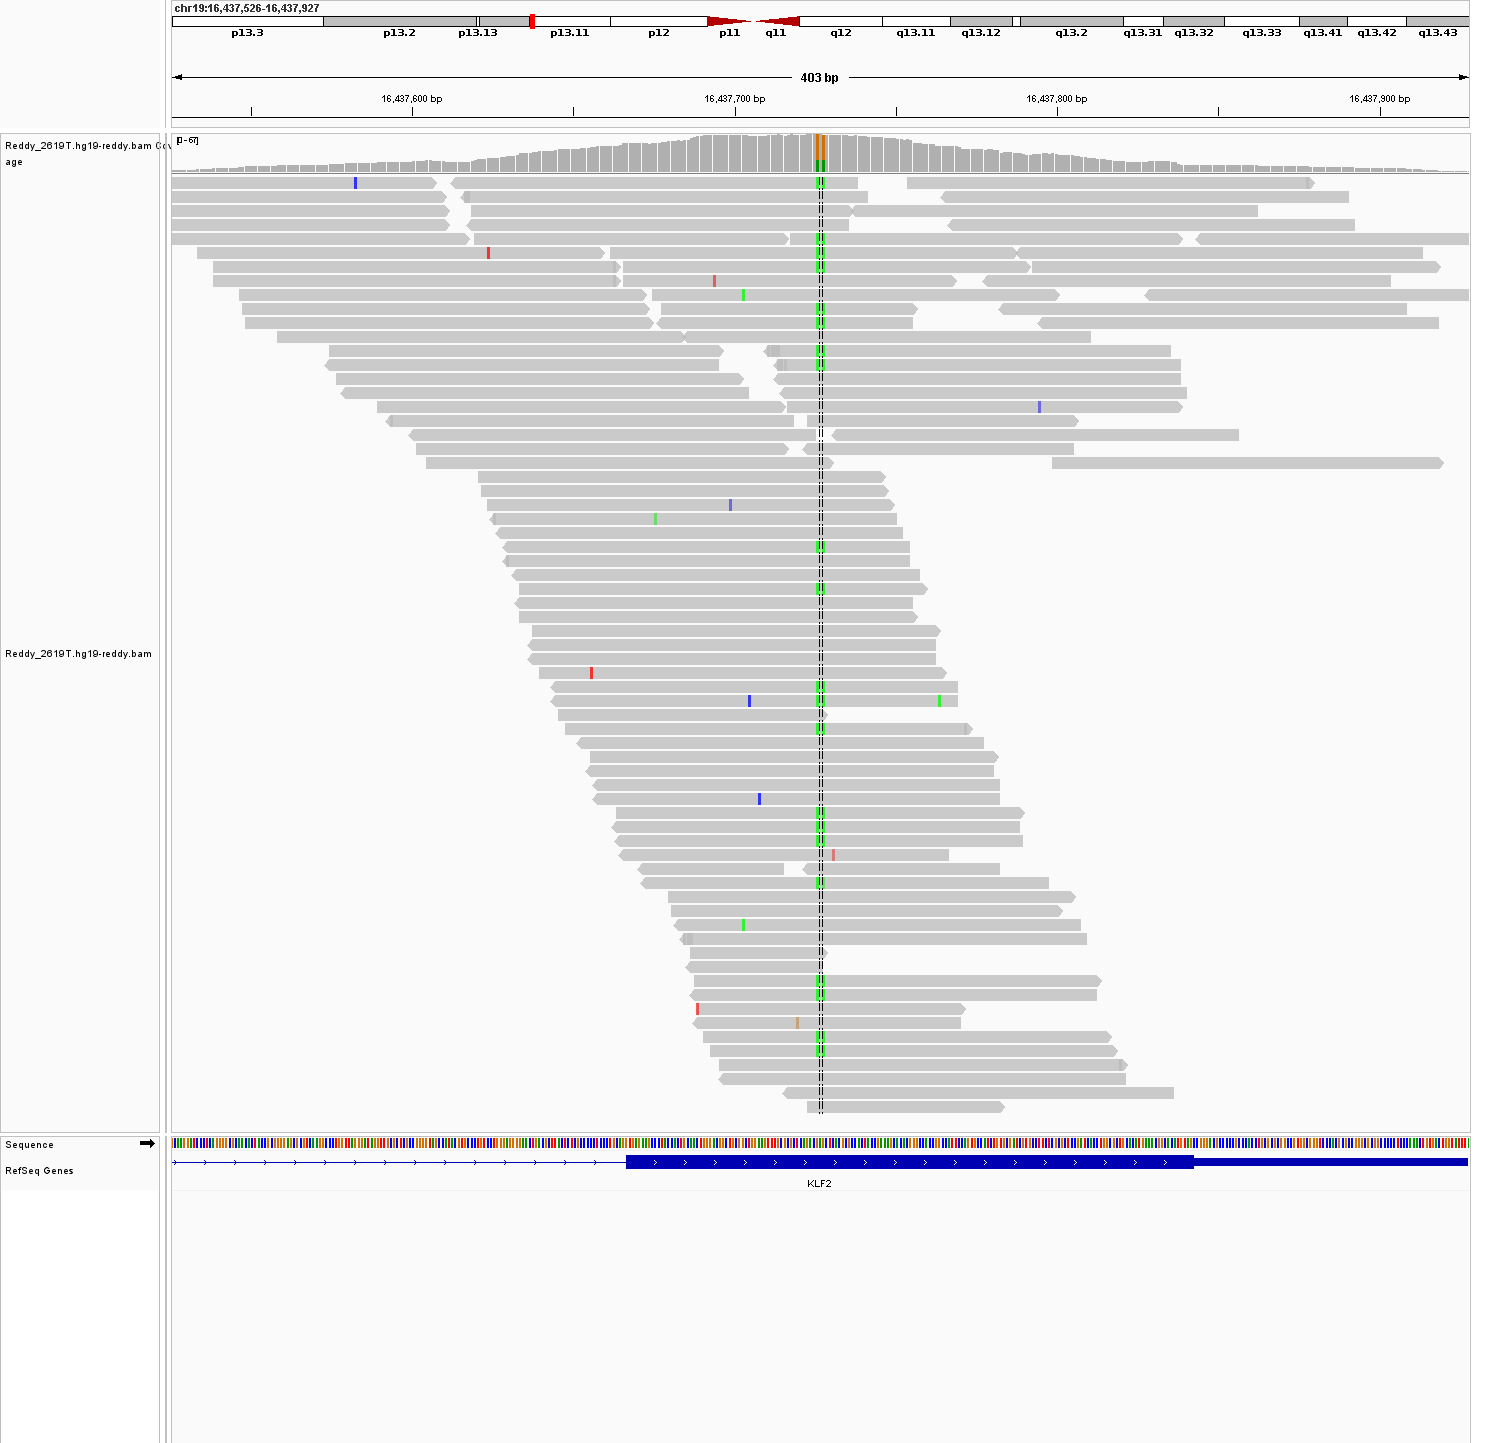 chr19:16,437,526-16,437,927
p13.3 p13.2 p13.13 p13.11 p12 p11 q11 q12 q13.11 q13.12 q13.2 q13.31 q13.32 q13.33 q13.41 q13.42 q13.43
403 bp
16,437,600 bp 16,437,700 bp 16,437,800 bp 16,437,900 bp
Reddy_2619T.hg19-reddy.bam Cov
age
[0 - 67]
Reddy_2619T.hg19-reddy.bam
Sequence
RefSeq Genes
KLF2